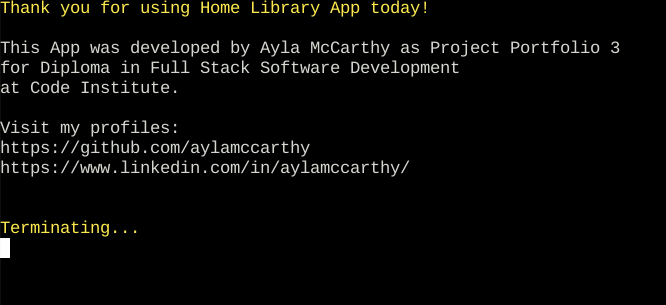 Thank you for using Home Library App today!
This App was developed by Ayla McCarthy as Project Portfolio 3
for Diploma in Full Stack Software Development
at Code Institute.
Visit my profiles:
https://github.com/aylamccarthy
https://www.linkedin.com/in/aylamccarthy/
Terminating...